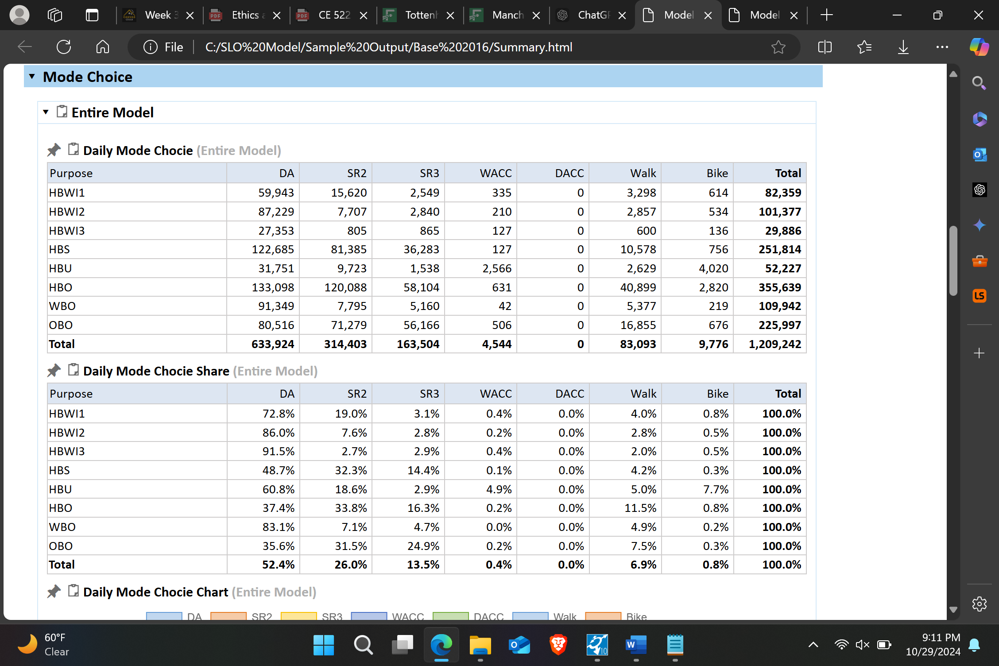 Week 3
Ethics a
CE 522
Tottenh
Manch
ChatGP
Model
Model
File C:/SLO%20Model/Sample%20Output/Base%202016/Summary.html
Mode Choice
Entire Model
Daily Mode Chocie (Entire Model)
Purpose DA SR2 SR3 WACC DACC Walk Bike Total
HBWI1 59,943 15,620 2,549 335 0 3,298 614 82,359
HBWI2 87,229 7,707 2,840 210 0 2,857 534 101,377
HBWI3 27,353 805 865 127 0 600 136 29,886
HBS 122,685 81,385 36,283 127 0 10,578 756 251,814
HBU 31,751 9,723 1,538 2,566 0 2,629 4,020 52,227
HBO 133,098 120,088 58,104 631 0 40,899 2,820 355,639
WBO 91,349 7,795 5,160 42 0 5,377 219 109,942
OBO 80,516 71,279 56,166 506 0 16,855 676 225,997
Total 633,924 314,403 163,504 4,544 0 83,093 9,776 1,209,242
Daily Mode Chocie Share (Entire Model)
Purpose DA SR2 SR3 WACC DACC Walk Bike Total
HBWI1 72.8% 19.0% 3.1% 0.4% 0.0% 4.0% 0.8% 100.0%
HBWI2 86.0% 7.6% 2.8% 0.2% 0.0% 2.8% 0.5% 100.0%
HBWI3 91.5% 2.7% 2.9% 0.4% 0.0% 2.0% 0.5% 100.0%
HBS 48.7% 32.3% 14.4% 0.1% 0.0% 4.2% 0.3% 100.0%
HBU 60.8% 18.6% 2.9% 4.9% 0.0% 5.0% 7.7% 100.0%
HBO 37.4% 33.8% 16.3% 0.2% 0.0% 11.5% 0.8% 100.0%
WBO 83.1% 7.1% 4.7% 0.0% 0.0% 4.9% 0.2% 100.0%
OBO 35.6% 31.5% 24.9% 0.2% 0.0% 7.5% 0.3% 100.0%
Total 52.4% 26.0% 13.5% 0.4% 0.0% 6.9% 0.8% 100.0%
Daily Mode Chocie Chart (Entire Model)
DA SR2 SR3 WACC DACC Walk Bike
60°F
Clear
9:11 PM
10/29/2024